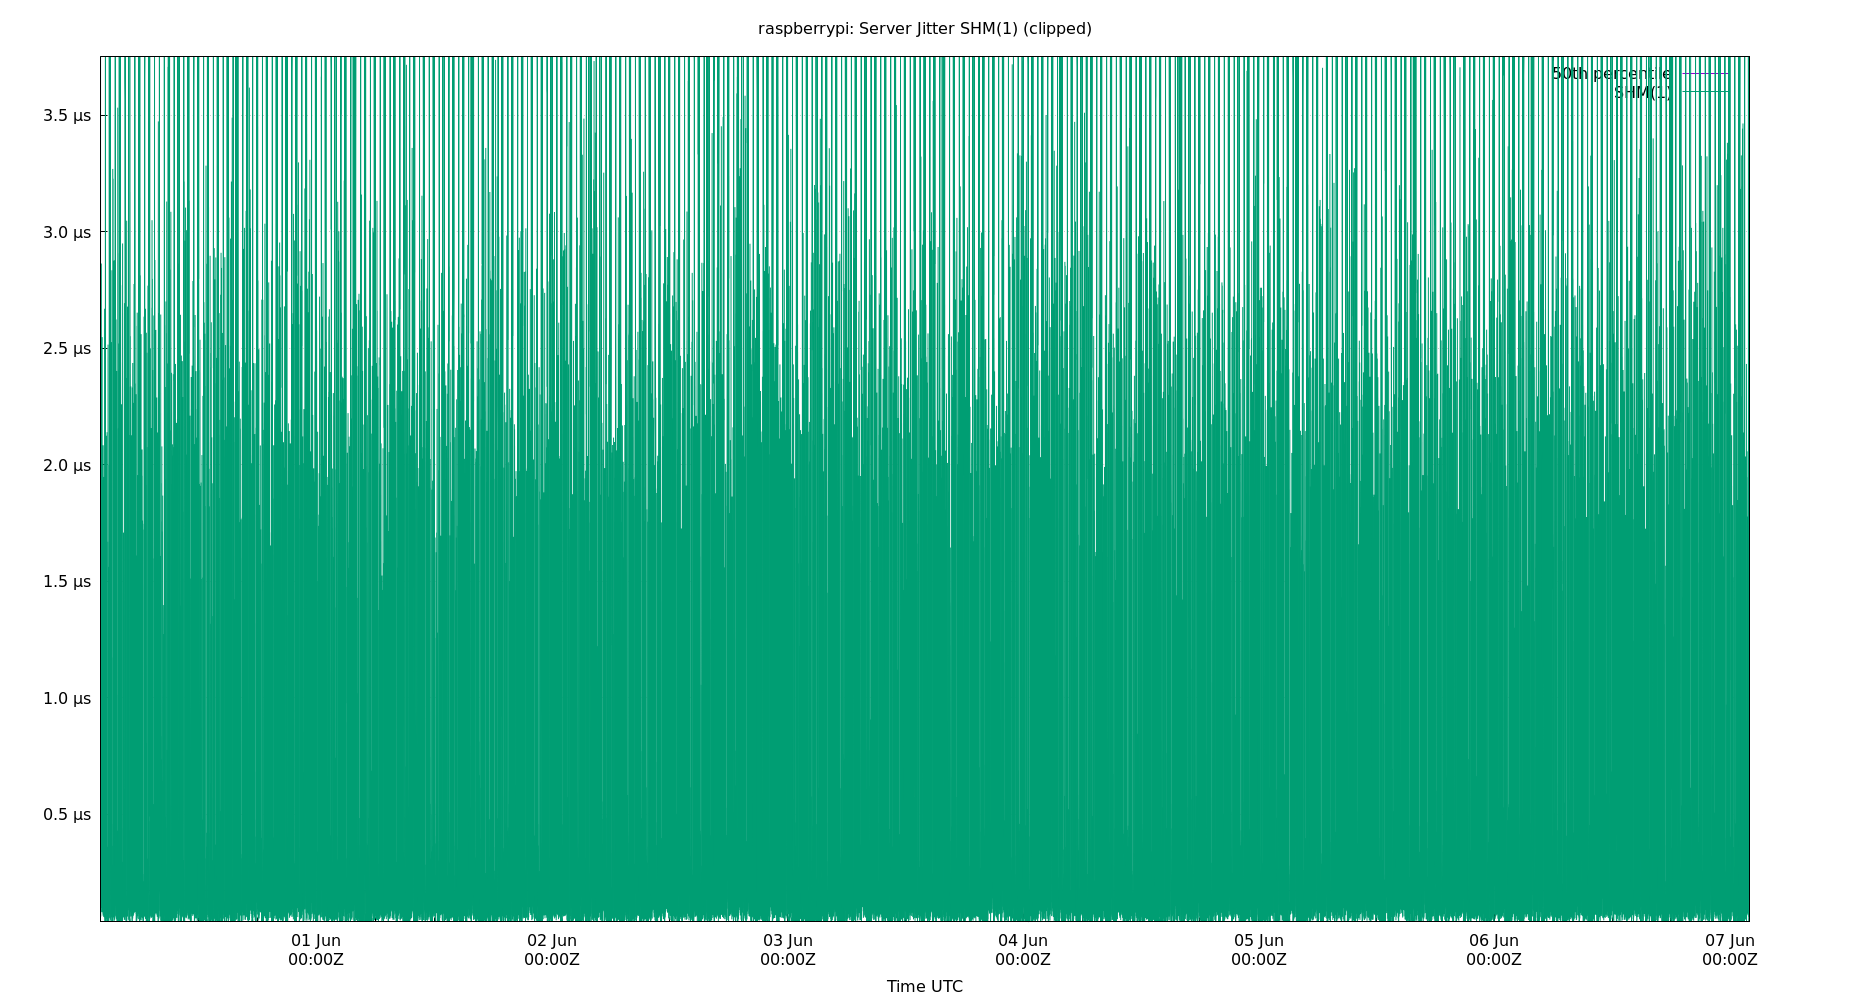 raspberrypi: Server Jitter SHM(1) (clipped)
50th percentile
SHM(1)
3.5 µs
3.0 µs
2.5 µs
2.0 µs
1.5 µs
1.0 µs
0.5 µs
01 Jun 02 Jun 03 Jun 04 Jun 05 Jun 06 Jun 07 Jun
00:00Z 00:00Z 00:00Z 00:00Z 00:00Z 00:00Z 00:00Z
Time UTC